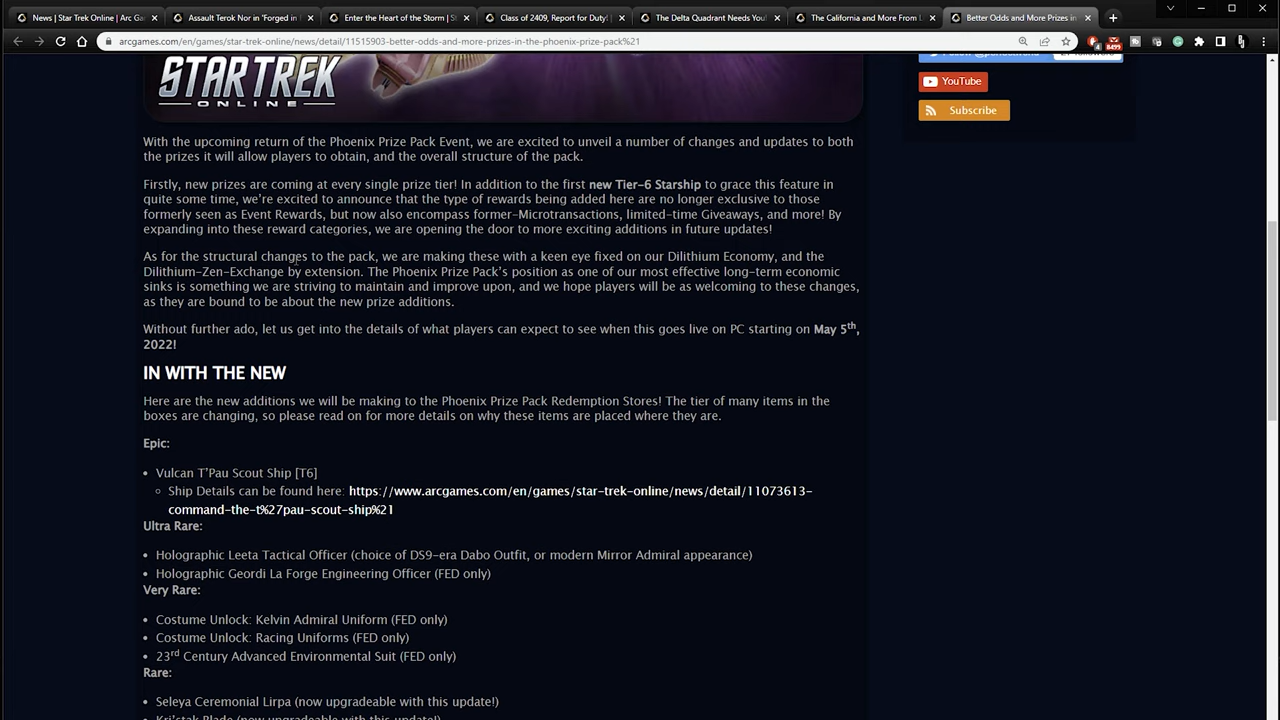 News | Star Trek Online | Arc Ga
Assault Terok Nor in 'Forged in
Enter the Heart of the Storm | St
Class of 2409, Report for Duty!
The Delta Quadrant Needs You!
The California and More From L
Better Odds and More Prizes in
arcgames.com/en/games/star-trek-online/news/detail/11515903-better-odds-and-more-prizes-in-the-phoenix-prize-pack%21
4
8499
STAR TREK
ONLINE
YouTube
Subscribe
With the upcoming return of the Phoenix Prize Pack Event, we are excited to unveil a number of changes and updates to both
the prizes it will allow players to obtain, and the overall structure of the pack.
Firstly, new prizes are coming at every single prize tier! In addition to the first new Tier-6 Starship to grace this feature in
quite some time, we're excited to announce that the type of rewards being added here are no longer exclusive to those
formerly seen as Event Rewards, but now also encompass former-Microtransactions, limited-time Giveaways, and more! By
expanding into these reward categories, we are opening the door to more exciting additions in future updates!
As for the structural changes to the pack, we are making these with a keen eye fixed on our Dilithium Economy, and the
Dilithium-Zen-Exchange by extension. The Phoenix Prize Pack's position as one of our most effective long-term economic
sinks is something we are striving to maintain and improve upon, and we hope players will be as welcoming to these changes,
as they are bound to be about the new prize additions.
Without further ado, let us get into the details of what players can expect to see when this goes live on PC starting on May 5th,
2022!
IN WITH THE NEW
Here are the new additions we will be making to the Phoenix Prize Pack Redemption Stores! The tier of many items in the
boxes are changing, so please read on for more details on why these items are placed where they are.
Epic:
• Vulcan T'Pau Scout Ship [T6]
○ Ship Details can be found here: https://www.arcgames.com/en/games/star-trek-online/news/detail/11073613-
command-the-t%27pau-scout-ship%21
Ultra Rare:
• Holographic Leeta Tactical Officer (choice of DS9-era Dabo Outfit, or modern Mirror Admiral appearance)
• Holographic Geordi La Forge Engineering Officer (FED only)
Very Rare:
• Costume Unlock: Kelvin Admiral Uniform (FED only)
• Costume Unlock: Racing Uniforms (FED only)
• 23rd Century Advanced Environmental Suit (FED only)
Rare:
• Seleya Ceremonial Lirpa (now upgradeable with this update!)
• Kri'stak Blade (now upgradeable with this update!)